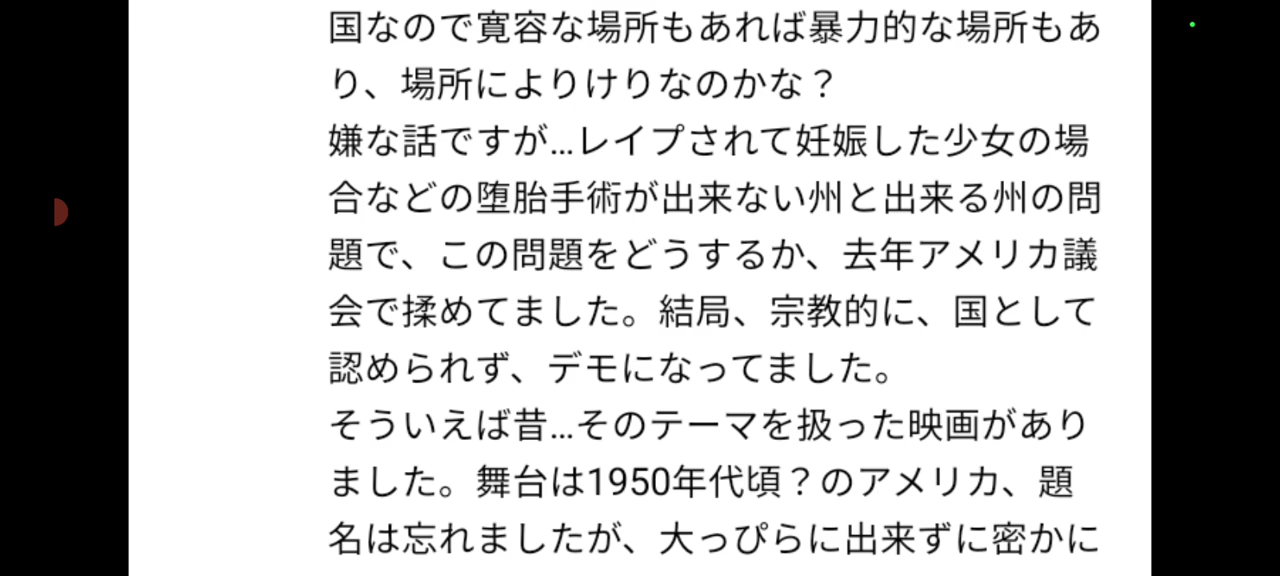 国なので寛容な場所もあれば暴力的な場所もあ
り、場所によりけりなのかな？
嫌な話ですが…レイプされて妊娠した少女の場
合などの堕胎手術が出来ない州と出来る州の問
題で、この問題をどうするか、去年アメリカ議
会で揉めてました。結局、宗教的に、国として
認められず、デモになってました。
そういえば昔…そのテーマを扱った映画があり
ました。舞台は1950年代頃？のアメリカ、題
名は忘れましたが、大っぴらに出来ずに密かに